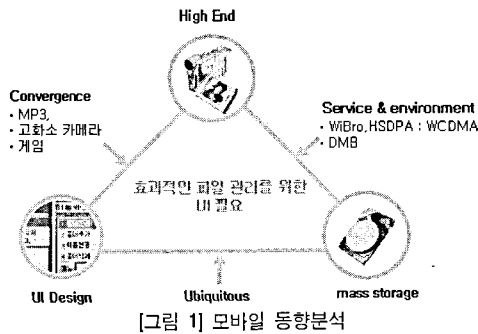 High End
Convergence
· MP3,
· 고화소 카메라
· 게임
Service & environment
· WiBro,HSDPA : WCDMA
· DMB
효과적인 파일 관리를 위한
UI 필요
UI Design
Ubiquitous
mass storage
[그림 1] 모바일 동향분석